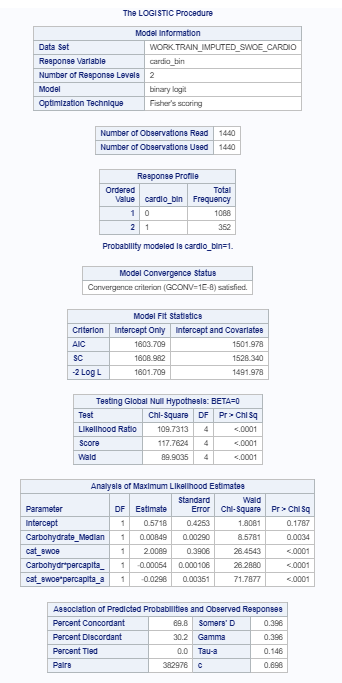 The LOGISTIC Procedure
Model Information
Data Set WORK.TRAIN_IMPUTED_SWOE_CARDIO
Response Variable cardio_bin
Number of Response Levels 2
Model binary logit
Optimization Technique Fisher's scoring
Number of Observations Read 1440
Number of Observations Used 1440
Response Profile
Ordered Value cardio_bin Total Frequency
1 0 1088
2 1 352
Probability modeled is cardio_bin=1.
Model Convergence Status
Convergence criterion (GCONV=1E-8) satisfied.
Model Fit Statistics
Criterion Intercept Only Intercept and Covariates
AIC 1603.709 1501.978
SC 1608.982 1528.340
-2 Log L 1601.709 1491.978
Testing Global Null Hypothesis: BETA=0
Test Chi-Square DF Pr > ChiSq
Likelihood Ratio 109.7313 4 <.0001
Score 117.7624 4 <.0001
Wald 89.9035 4 <.0001
Analysis of Maximum Likelihood Estimates
Parameter DF Estimate Standard Error Wald Chi-Square Pr > ChiSq
Intercept 1 0.5718 0.4253 1.8081 0.1787
Carbohydrate_Median 1 0.00849 0.00290 8.5781 0.0034
cat_swoe 1 2.0089 0.3906 26.4543 <.0001
Carbohydr*percapita_ 1 -0.00054 0.000106 26.2880 <.0001
cat_swoe*percapita_a 1 -0.0298 0.00351 71.7877 <.0001
Association of Predicted Probabilities and Observed Responses
Percent Concordant 69.8 Somers' D 0.396
Percent Discordant 30.2 Gamma 0.396
Percent Tied 0.0 Tau-a 0.146
Pairs 382976 c 0.698